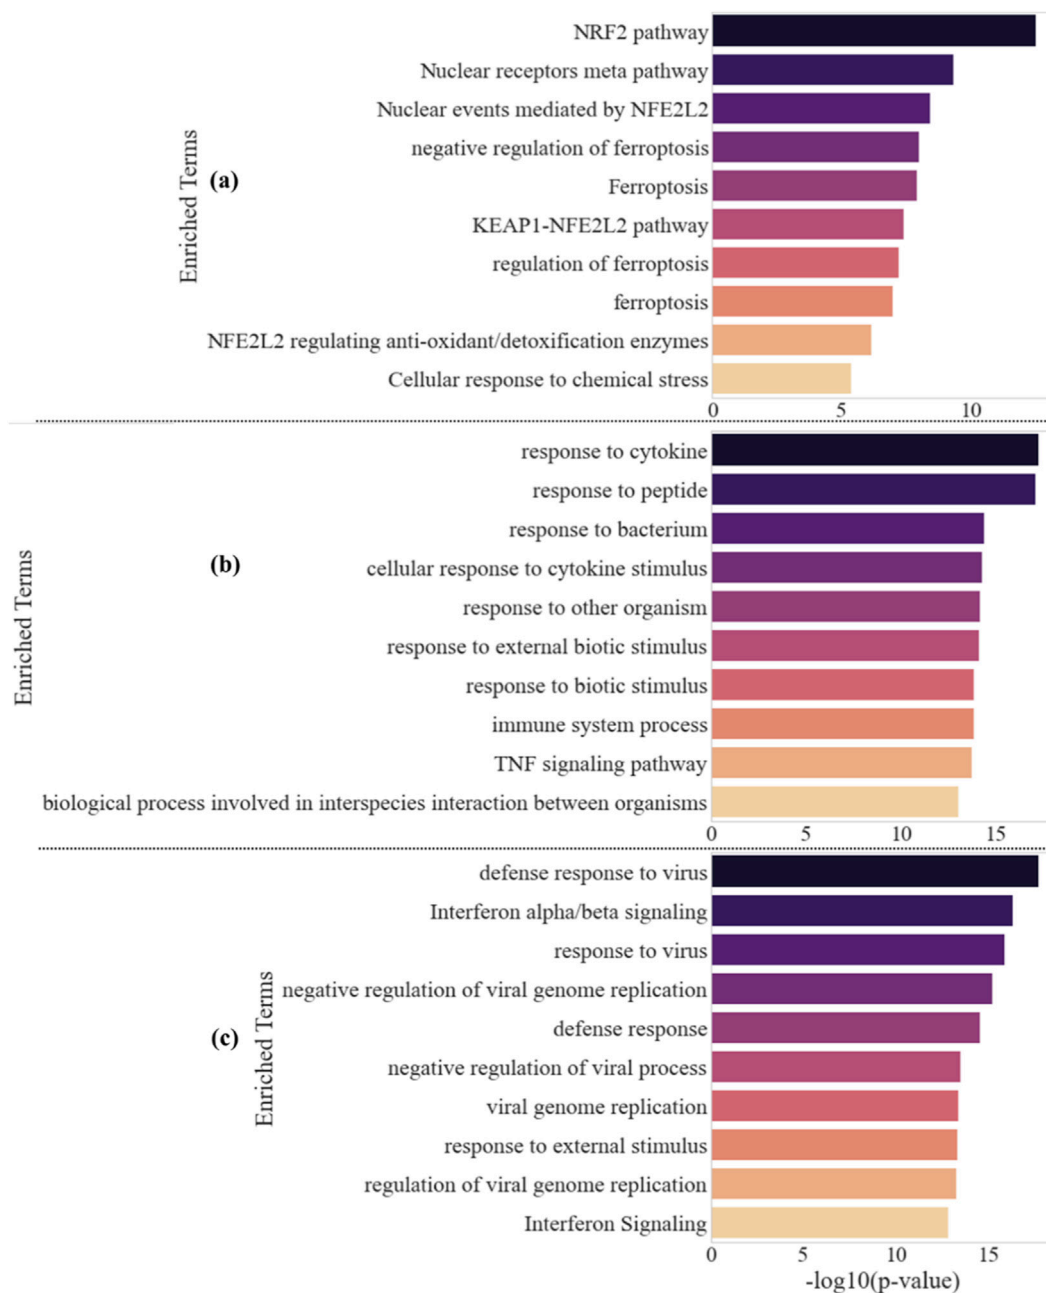 NRF2 pathway
Nuclear receptors meta pathway
Nuclear events mediated by NFE2L2
negative regulation of ferroptosis
Enriched Terms
(a)
Ferroptosis
KEAP1-NFE2L2 pathway
regulation of ferroptosis
ferroptosis
NFE2L2 regulating anti-oxidant/detoxification enzymes
Cellular response to chemical stress
0 5 10
response to cytokine
response to peptide
response to bacterium
Enriched Terms
(b)
cellular response to cytokine stimulus
response to other organism
response to external biotic stimulus
response to biotic stimulus
immune system process
TNF signaling pathway
biological process involved in interspecies interaction between organisms
0 5 10 15
defense response to virus
Interferon alpha/beta signaling
response to virus
negative regulation of viral genome replication
Enriched Terms
(c)
defense response
negative regulation of viral process
viral genome replication
response to external stimulus
regulation of viral genome replication
Interferon Signaling
0 5 10 15
-log10(p-value)